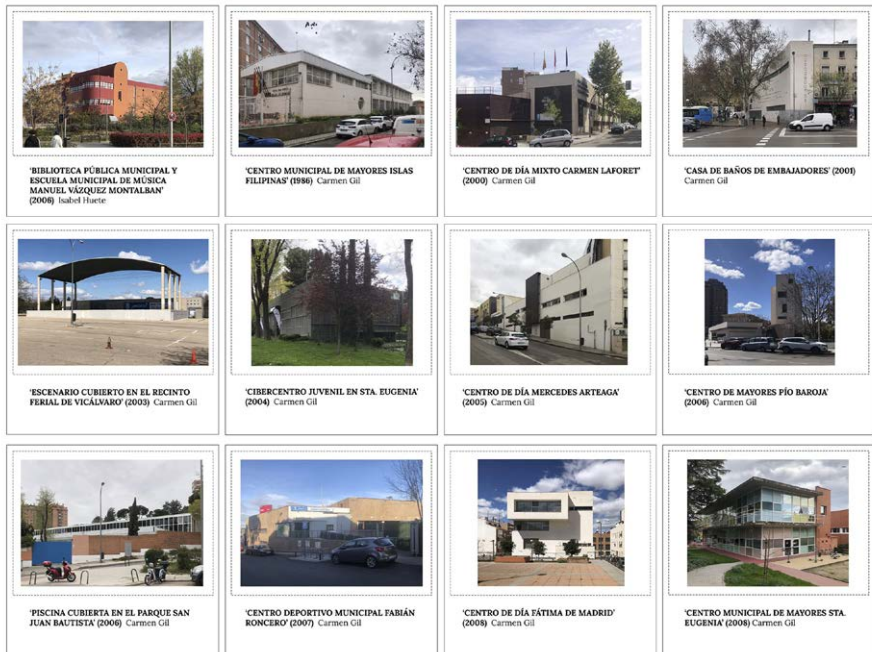 'BIBLIOTECA PÚBLICA MUNICIPAL Y
ESCUELA MUNICIPAL DE MÚSICA
MANUEL VÁZQUEZ MONTALBAN'
(2006) Isabel Huete
'CENTRO MUNICIPAL DE MAYORES ISLAS
FILIPINAS' (1986) Carmen Gil
'CENTRO DE DÍA MIXTO CARMEN LAFORET'
(2000) Carmen Gil
'CASA DE BAÑOS DE EMBAJADORES' (2001)
Carmen Gil
'ESCENARIO CUBIERTO EN EL RECINTO
FERIAL DE VICÁLVARO' (2003) Carmen Gil
'CIBERCENTRO JUVENIL EN STA. EUGENIA'
(2004) Carmen Gil
'CENTRO DE DÍA MERCEDES ARTEAGA'
(2005) Carmen Gil
'CENTRO DE MAYORES PÍO BAROJA'
(2006) Carmen Gil
'PISCINA CUBIERTA EN EL PARQUE SAN
JUAN BAUTISTA' (2006) Carmen Gil
'CENTRO DEPORTIVO MUNICIPAL FABIÁN
RONCERO' (2007) Carmen Gil
'CENTRO DE DÍA FÁTIMA DE MADRID'
(2008) Carmen Gil
'CENTRO MUNICIPAL DE MAYORES STA.
EUGENIA' (2008) Carmen Gil